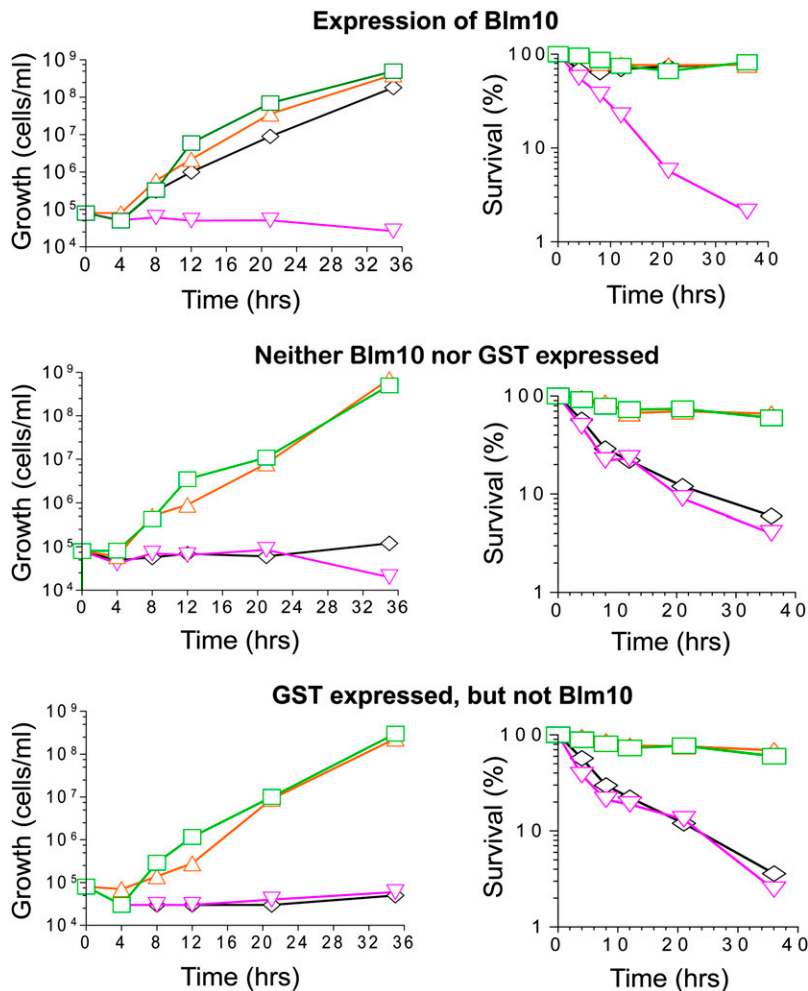 Expression of Blm10
Growth (cells/ml)
10⁹
10⁸
10⁷
10⁶
10⁵
10⁴
0 4 8 12 16 20 24 28 32 36
Time (hrs)
Survival (%)
100
10
1
0 20 40
Time (hrs)
Neither Blm10 nor GST expressed
Growth (cells/ml)
10⁹
10⁸
10⁷
10⁶
10⁵
10⁴
0 4 8 12 16 20 24 28 32 36
Time (hrs)
Survival (%)
100
10
1
0 10 20 30 40
Time (hrs)
GST expressed, but not Blm10
Growth (cells/ml)
10⁹
10⁸
10⁷
10⁶
10⁵
10⁴
0 4 8 12 16 20 24 28 32 36
Time (hrs)
Survival (%)
100
10
1
0 10 20 30 40
Time (hrs)